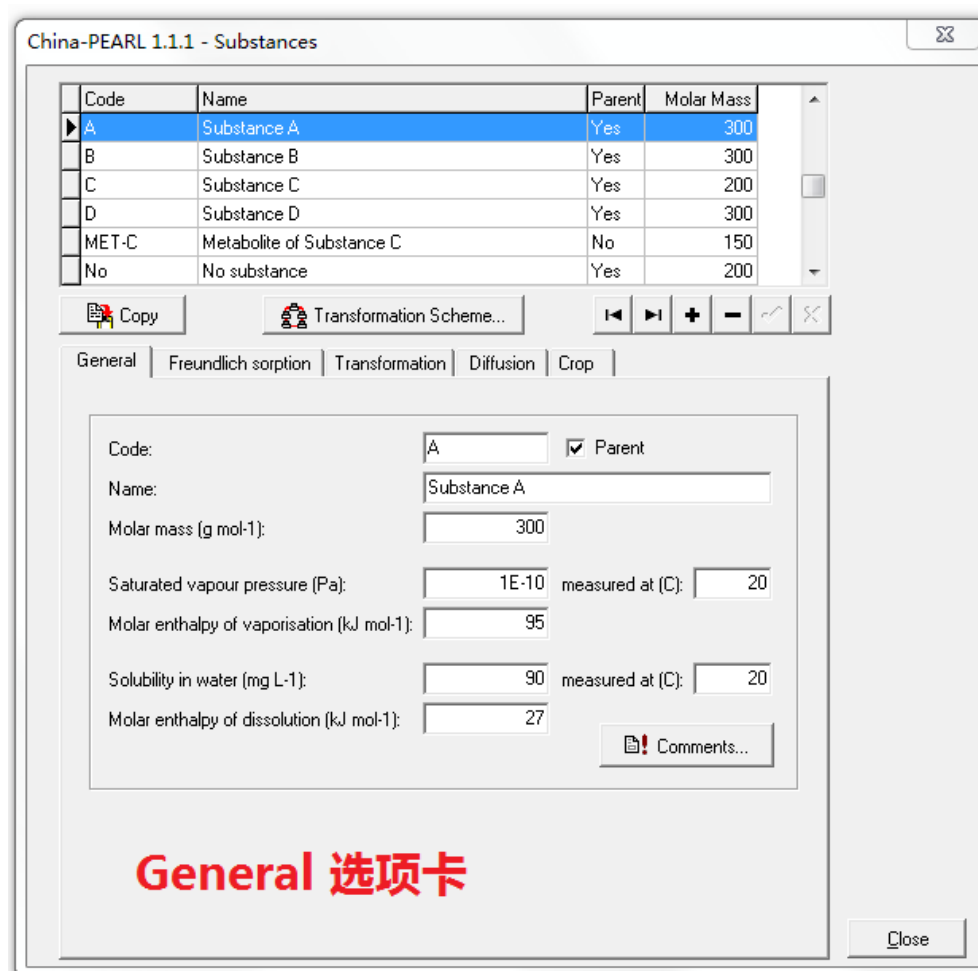 China-PEARL 1.1.1 - Substances
Code Name Parent Molar Mass
A Substance A Yes 300
B Substance B Yes 300
C Substance C Yes 200
D Substance D Yes 300
MET-C Metabolite of Substance C No 150
No No substance Yes 200
Copy Transformation Scheme...
General Freundlich sorption Transformation Diffusion Crop
Code: A Parent
Name: Substance A
Molar mass (g mol-1): 300
Saturated vapour pressure (Pa): 1E-10 measured at (C): 20
Molar enthalpy of vaporisation (kJ mol-1): 95
Solubility in water (mg L-1): 90 measured at (C): 20
Molar enthalpy of dissolution (kJ mol-1): 27
Comments...
General 选项卡
Close